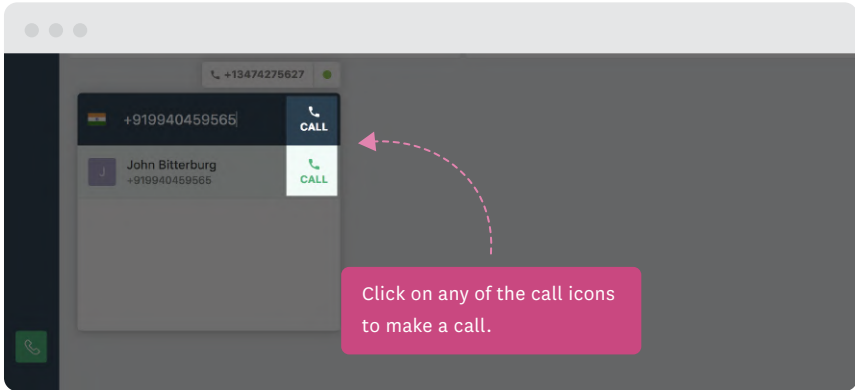 +13474275627
+919940459565
CALL
J
John Bitterburg
+919940459565
CALL
Click on any of the call icons
to make a call.